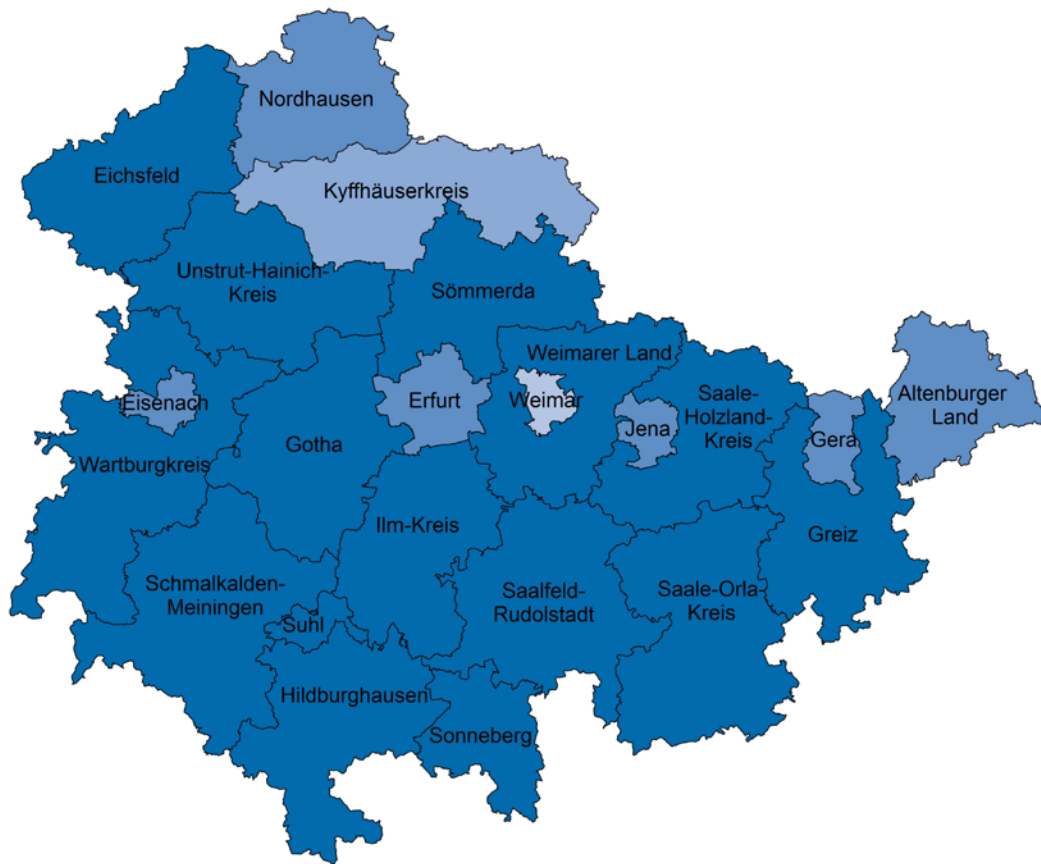 Nordhausen
Eichsfeld
Kyffhäuserkreis
Unstrut-Hainich-
Kreis
Sömmerda
Weimarer Land
Eisenach
Erfurt
Weimar
Saale-
Holzland-
Kreis
Altenburger
Land
Jena
Gera
Gotha
Wartburgkreis
Ilm-Kreis
Greiz
Schmalkalden-
Meiningen
Saalfeld-
Rudolstadt
Saale-Orla-
Kreis
Suhl
Hildburghausen
Sonneberg